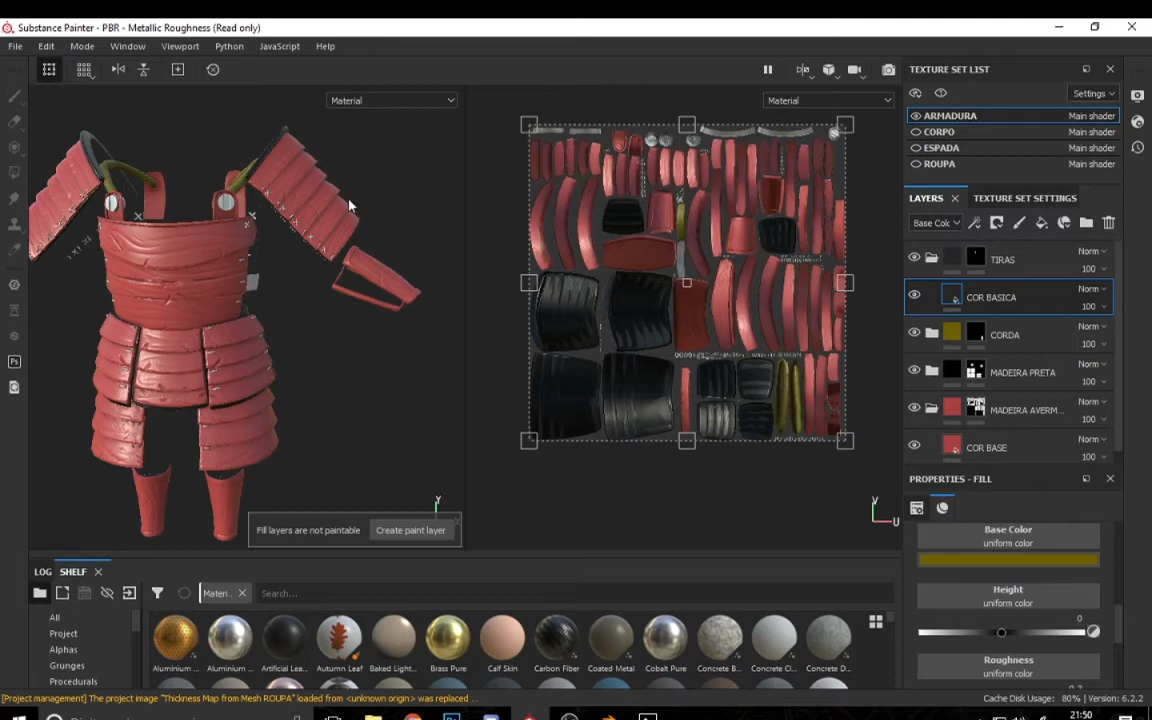 Substance Painter - PBR - Metallic Roughness (Read only)
File Edit Mode Window Viewport Python JavaScript Help
Material
Material
TEXTURE SET LIST
Settings
ARMADURA Main shader
CORPO Main shader
ESPADA Main shader
ROUPA Main shader
LAYERS TEXTURE SET SETTINGS
Base Col
TIRAS Norm 100
COR BASICA Norm 100
CORDA Norm 100
MADEIRA PRETA Norm 100
MADEIRA AVERM... Norm 100
COR BASE Norm 100
PROPERTIES - FILL
Base Color
uniform color
Height
uniform color
0
Roughness
uniform color
Y
V
U
Fill layers are not paintable Create paint layer
LOG SHELF
Materi...
Search...
All
Project
Alphas
Grunges
Procedurals
Aluminium ... Aluminium ... Artificial Lea... Autumn Leaf Baked Light... Brass Pure Calf Skin Carbon Fiber Coated Metal Cobalt Pure Concrete B... Concrete Cl... Concrete D...
[Project management] The project image "Thickness Map from Mesh ROUPA" loaded from <unknown origin> was replaced ...
Cache Disk Usage: 80% | Version: 6.2.2
21:50